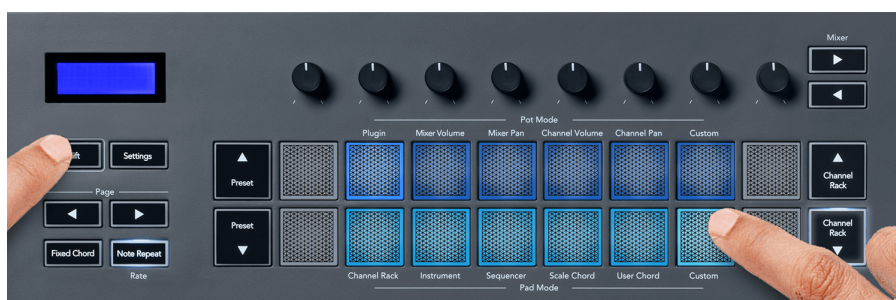 Mixer
Pot Mode
Plugin
Mixer Volume
Mixer Pan
Channel Volume
Channel Pan
Custom
Settings
Preset
Channel
Rack
Page
Preset
Channel
Rack
Fixed Chord
Note Repeat
Rate
Channel Rack
Instrument
Sequencer
Scale Chord
User Chord
Custom
Pad Mode